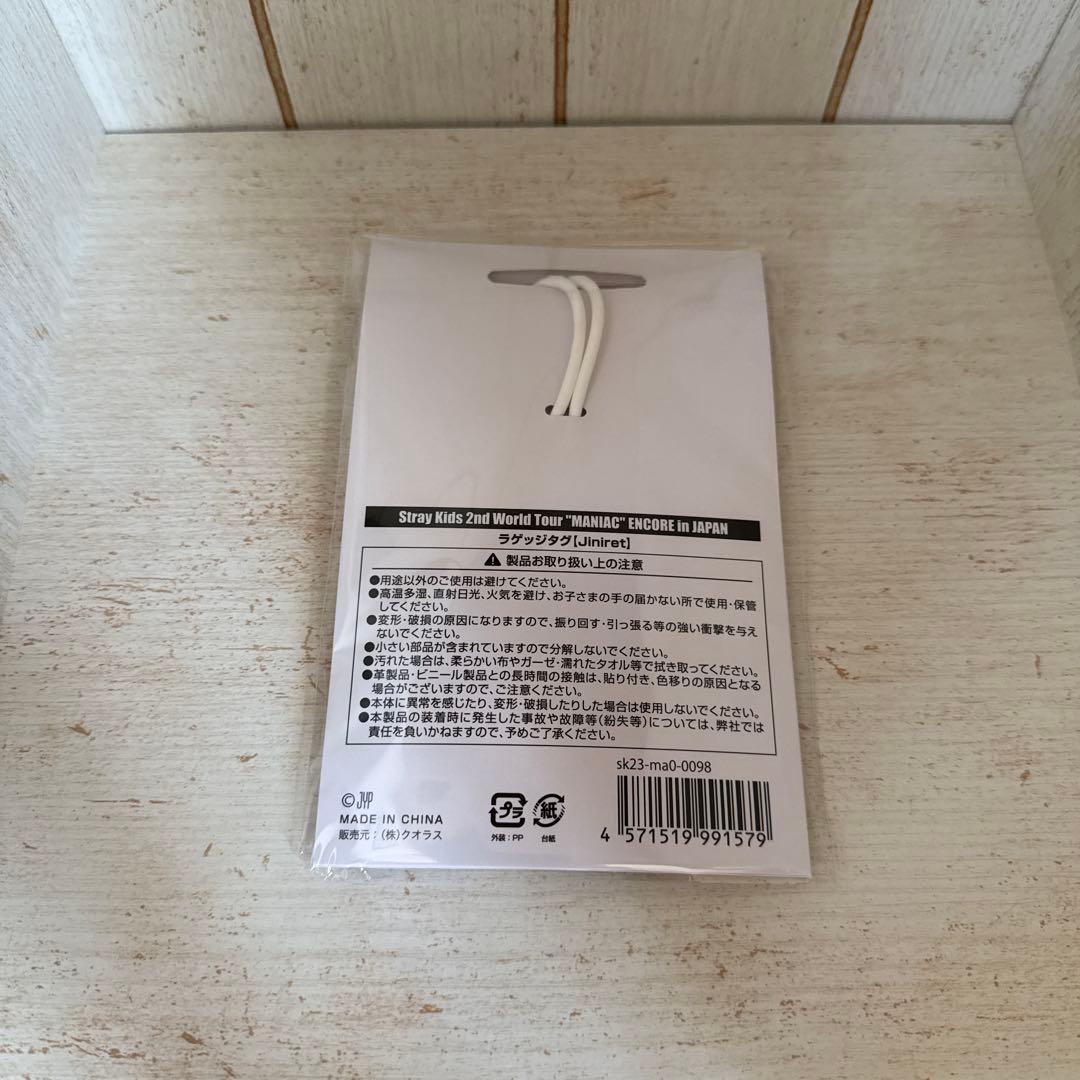 Stray Kids 2nd World Tour "MANIAC" ENCORE in JAPAN
ラゲッジタグ【Jiniret】
製品お取り扱い上の注意
●用途以外のご使用は避けてください。
●高温多湿、直射日光、火気を避け、お子さまの手の届かない所で使用・保管
してください。
●変形・破損の原因になりますので、振り回す・引っ張る等の強い衝撃を与え
ないでください。
●小さい部品が含まれていますので分解しないでください。
●汚れた場合は、柔らかい布やガーゼ・濡れたタオル等で拭き取ってください。
●革製品・ビニール製品との長時間の接触は、貼り付き、色移りの原因となる
場合がございますので、ご注意ください。
●本体に異常を感じたり、変形・破損したりした場合は使用しないでください。
●本製品の装着時に発生した事故や故障等(紛失等)については、弊社では
責任を負いかねますので、予めご了承ください。
sk23-ma0-0098
© JYP
MADE IN CHINA
販売元：(株)クオラス
プラ
外装：PP
紙
台紙
4 571519 991579